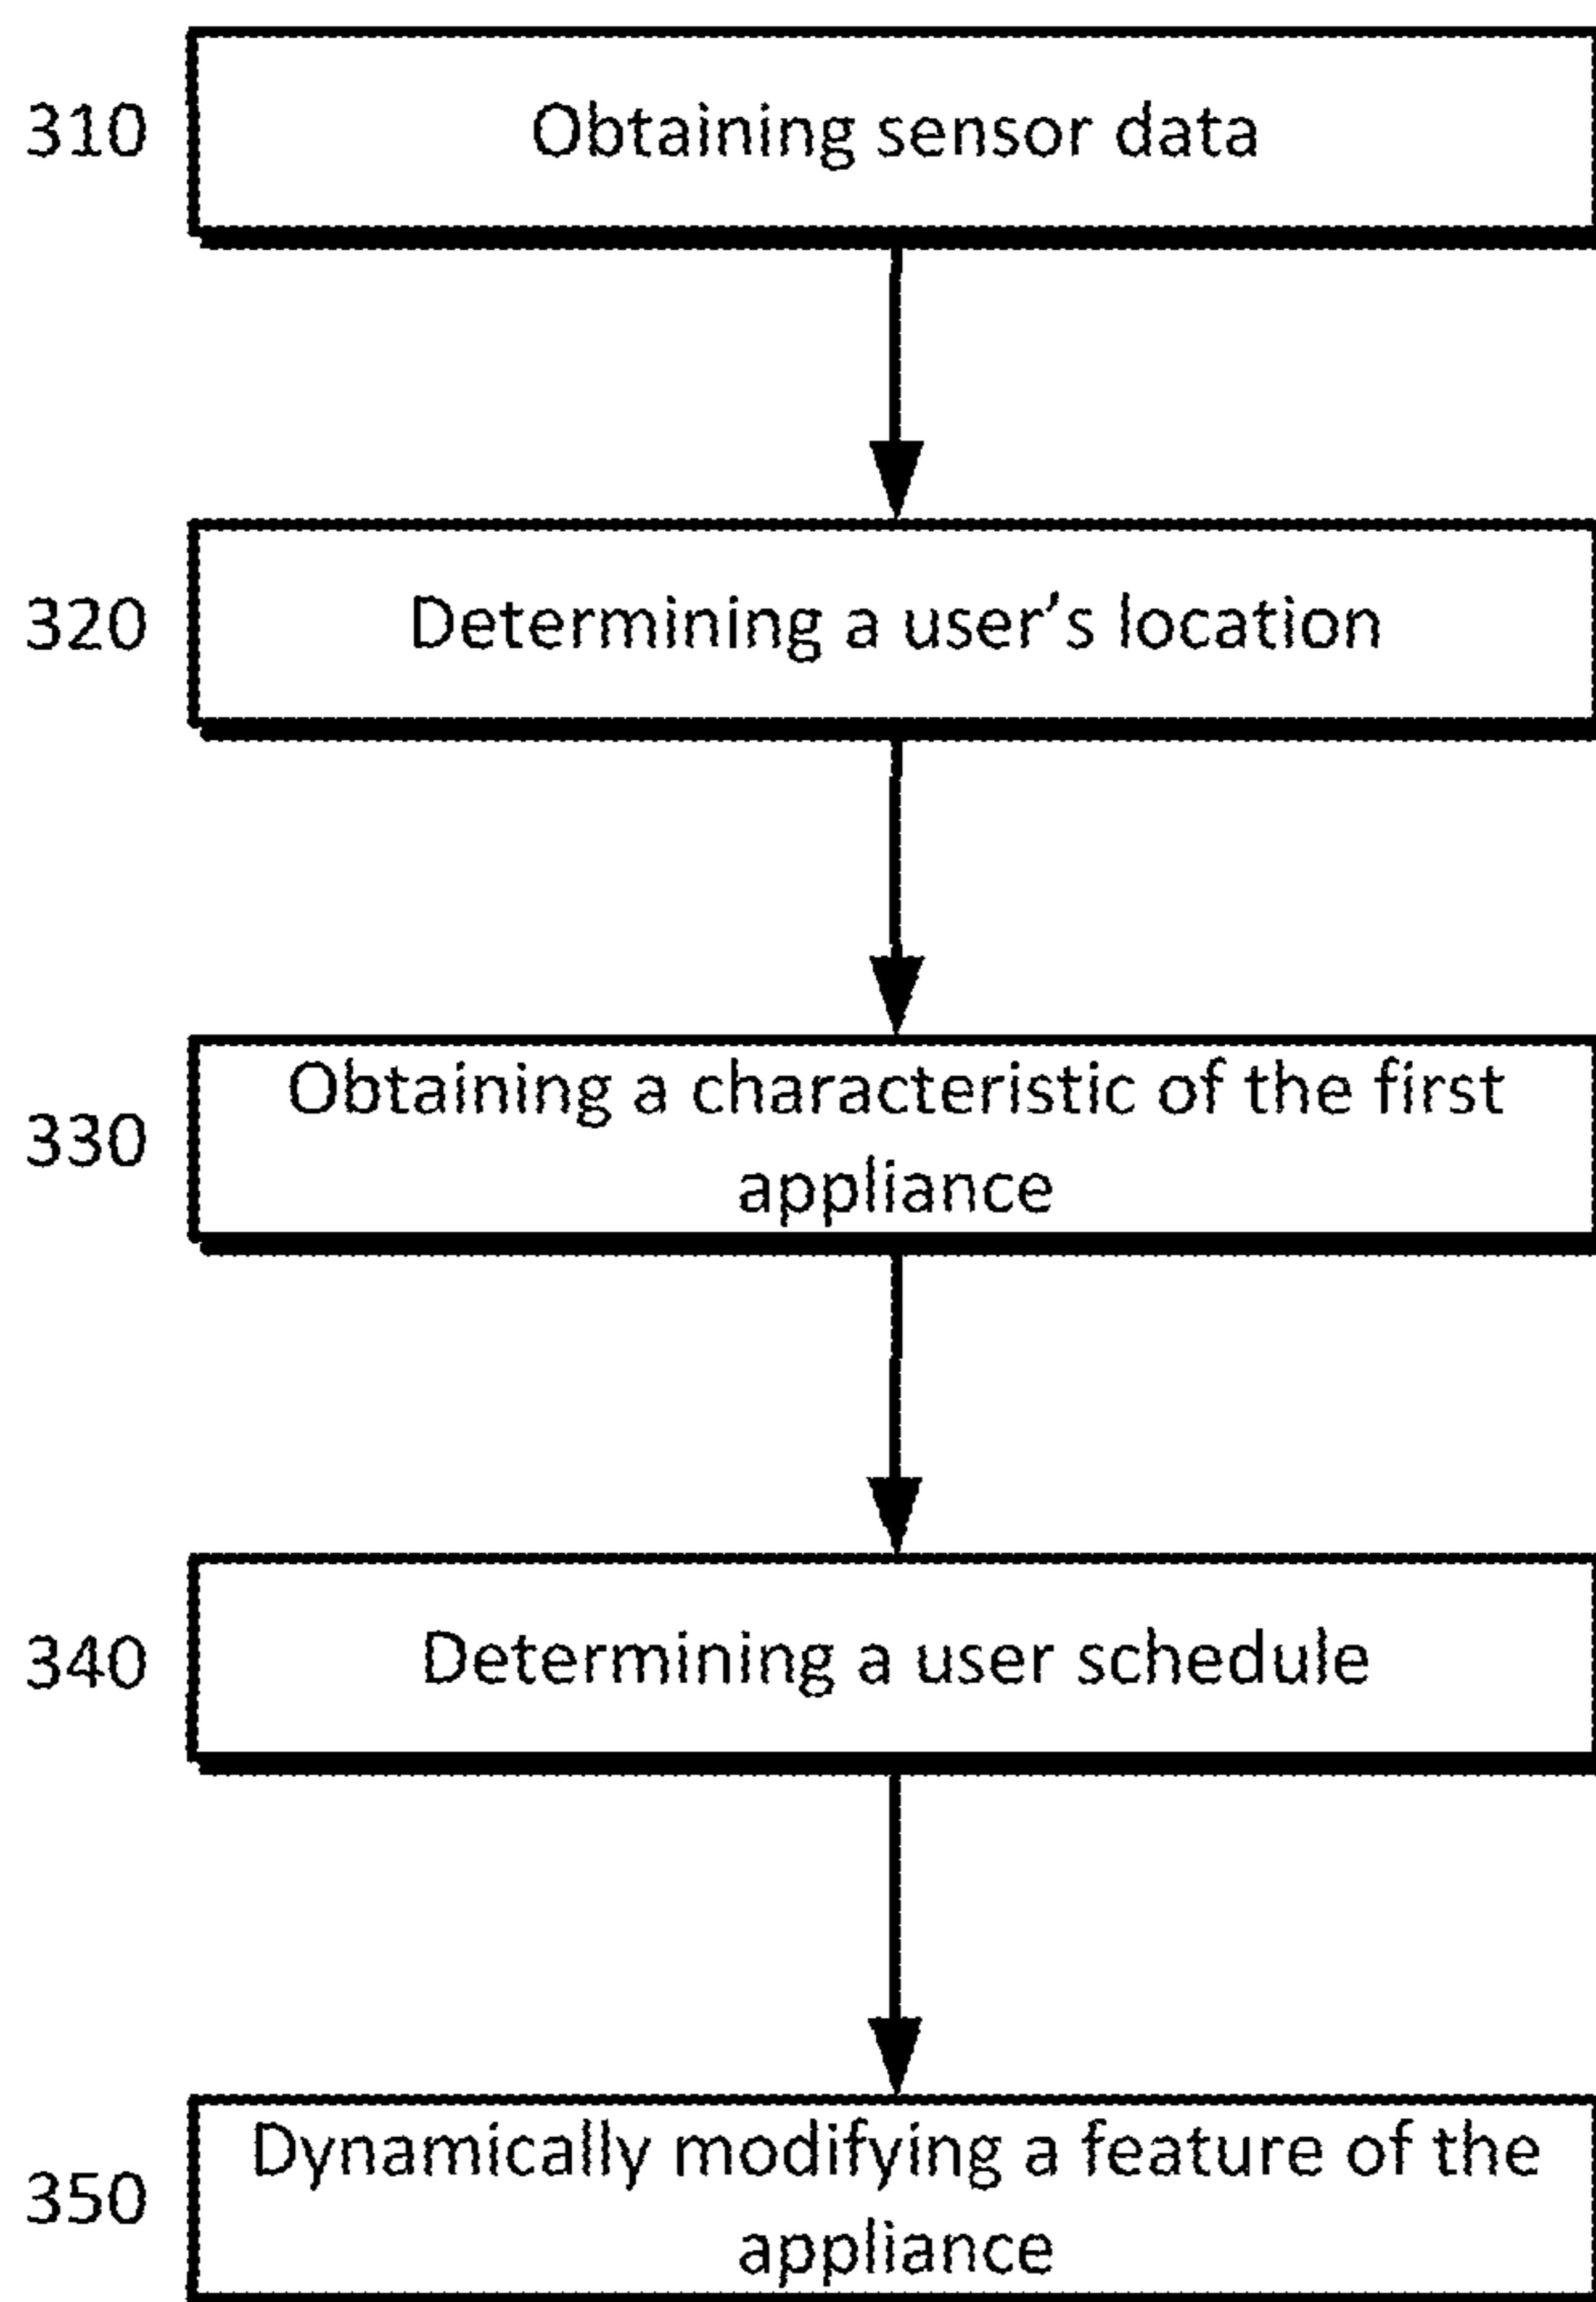 310
Obtaining sensor data
320
Determining a user’s location
330
Obtaining a characteristic of the first
appliance
340
Determining a user schedule
350
Dynamically modifying a feature of the
appliance